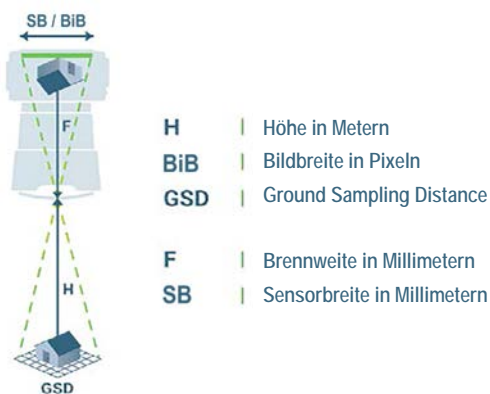 SB / BiB
F
H
GSD
H | Höhe in Metern
BiB | Bildbreite in Pixeln
GSD | Ground Sampling Distance
F | Brennweite in Millimetern
SB | Sensorbreite in Millimetern